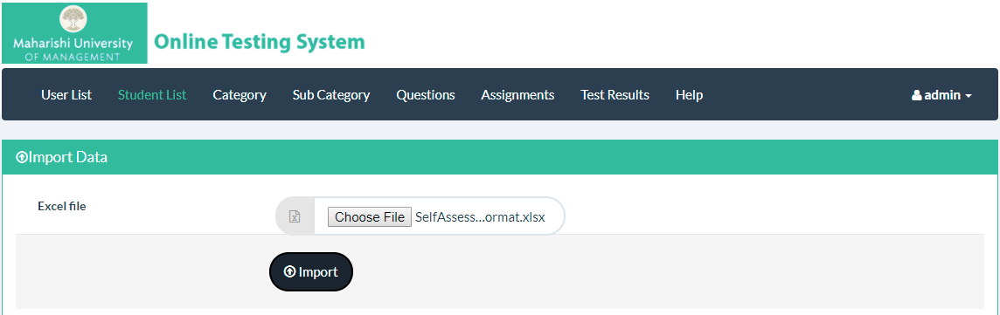 Maharishi University
OF MANAGEMENT
Online Testing System
User List Student List Category Sub Category Questions Assignments Test Results Help admin
Import Data
Excel file
Choose File SelfAssess...ormat.xlsx
Import